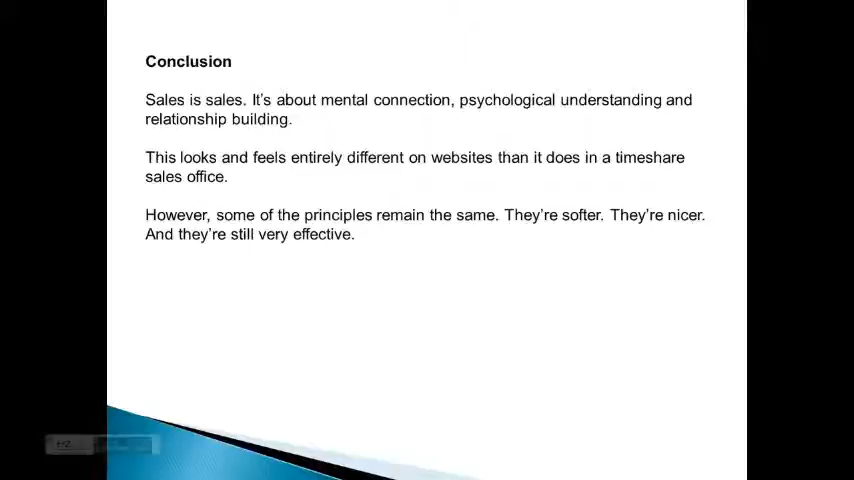 Conclusion
Sales is sales. It's about mental connection, psychological understanding and
relationship building.
This looks and feels entirely different on websites than it does in a timeshare
sales office.
However, some of the principles remain the same. They're softer. They're nicer.
And they're still very effective.